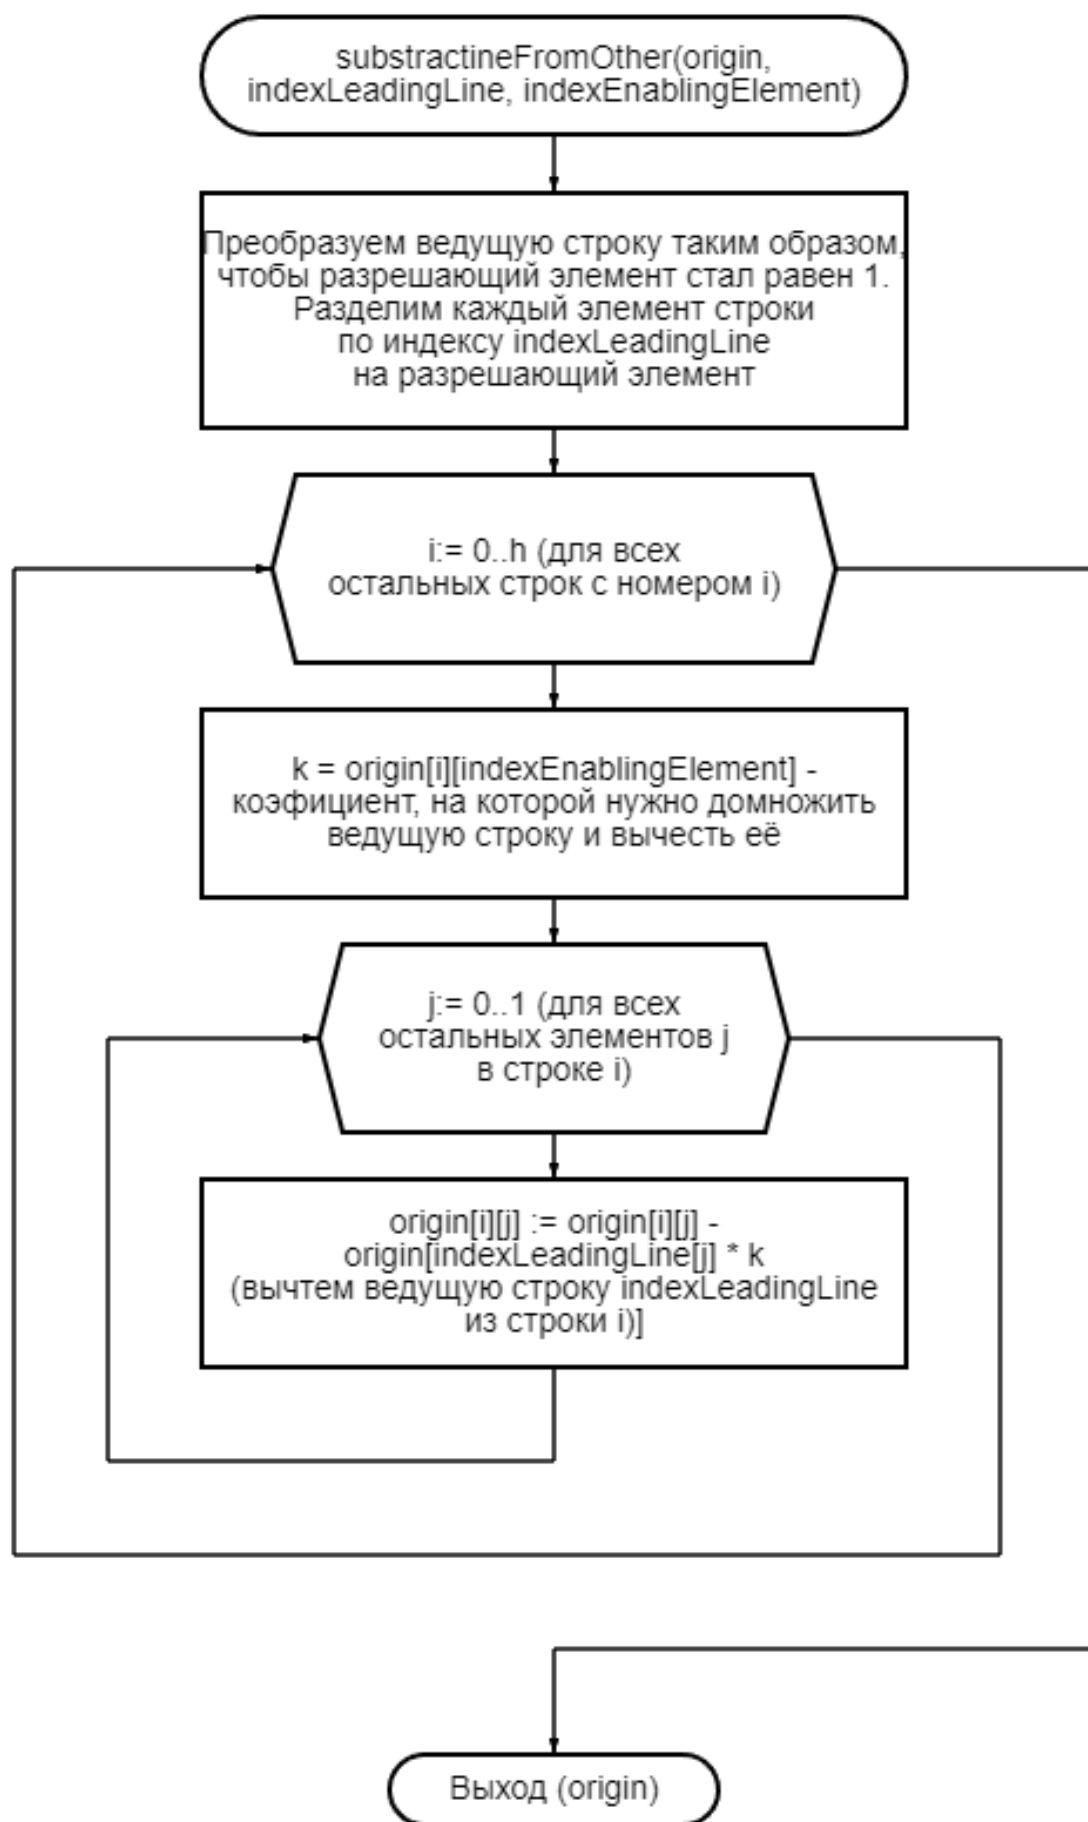 substractineFromOther(origin,
indexLeadingLine, indexEnablingElement)
Преобразуем ведущую строку таким образом,
чтобы разрешающий элемент стал равен 1.
Разделим каждый элемент строки
по индексу indexLeadingLine
на разрешающий элемент
i:= 0..h (для всех
остальных строк с номером i)
k = origin[i][indexEnablingElement] -
коэфициент, на которой нужно домножить
ведущую строку и вычесть её
j:= 0..1 (для всех
остальных элементов j
в строке i)
origin[i][j] := origin[i][j] -
origin[indexLeadingLine[j] * k
(вычтем ведущую строку indexLeadingLine
из строки i)]
Выход (origin)